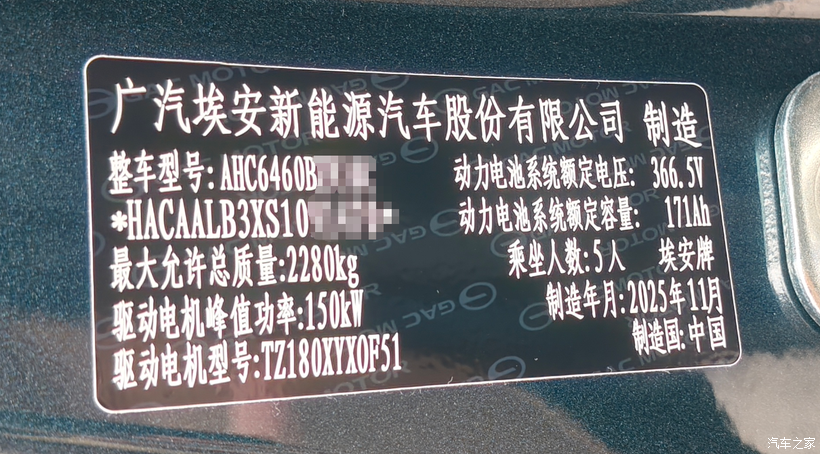 广汽埃安新能源汽车股份有限公司 制造
整车型号:AHC6460B
动力电池系统额定电压: 366.5V
*HACAALB3XS10
动力电池系统额定容量: 171Ah
最大允许总质量:2280kg
乘坐人数:5人 埃安牌
驱动电机峰值功率:150kW
制造年月:2025年11月
驱动电机型号:TZ180XYX0F51
制造国:中国
GAC MOTOR
汽车之家